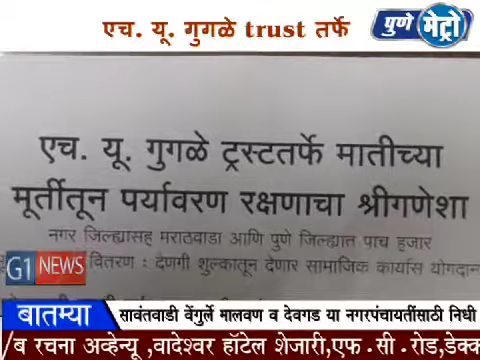 एच. यू. गुगळे trust तर्फे
पुणे मेट्रो
एच. यू. गुगळे ट्रस्टतर्फे मातीच्या
मूर्तीतून पर्यावरण रक्षणाचा श्रीगणेशा
नगर जिल्ह्यासह मराठवाडा आणि पुणे जिल्ह्यात पाच हजार
वितरण : देणगी शुल्कातून देणार सामाजिक कार्यास योगदान
G1 NEWS
बातम्या
सावंतवाडी वेंगुर्ले मालवण व देवगड या नगरपंचायतींसाठी निधी
/ब रचना अव्हेन्यू ,वादेश्वर हॉटेल शेजारी,एफ.सी.रोड,डेक्क